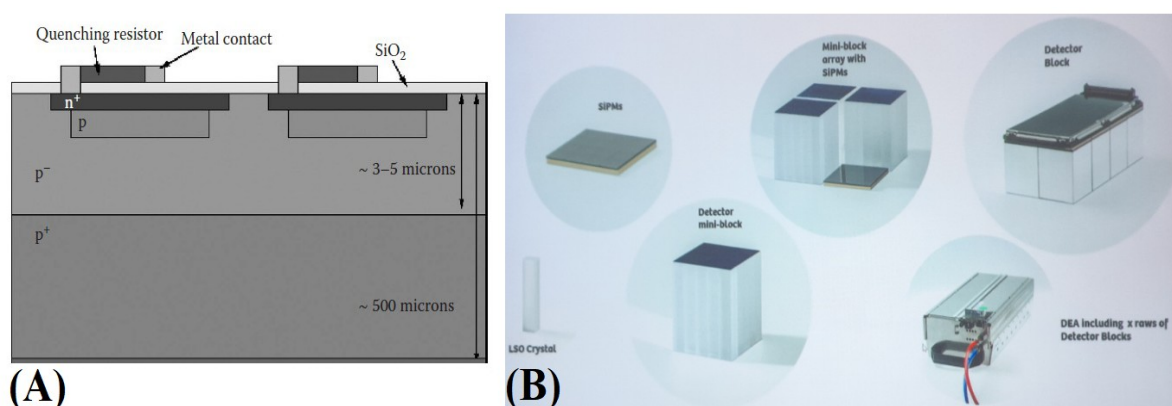 Quenching resistor
Metal contact
SiO2
n+
p
~ 3–5 microns
p−
p+
~ 500 microns
(A)
SiPMs
Mini-block
array with
SiPMs
Detector
Block
Detector
mini-block
LSO Crystal
DEA including x raws of
Detector Blocks
(B)